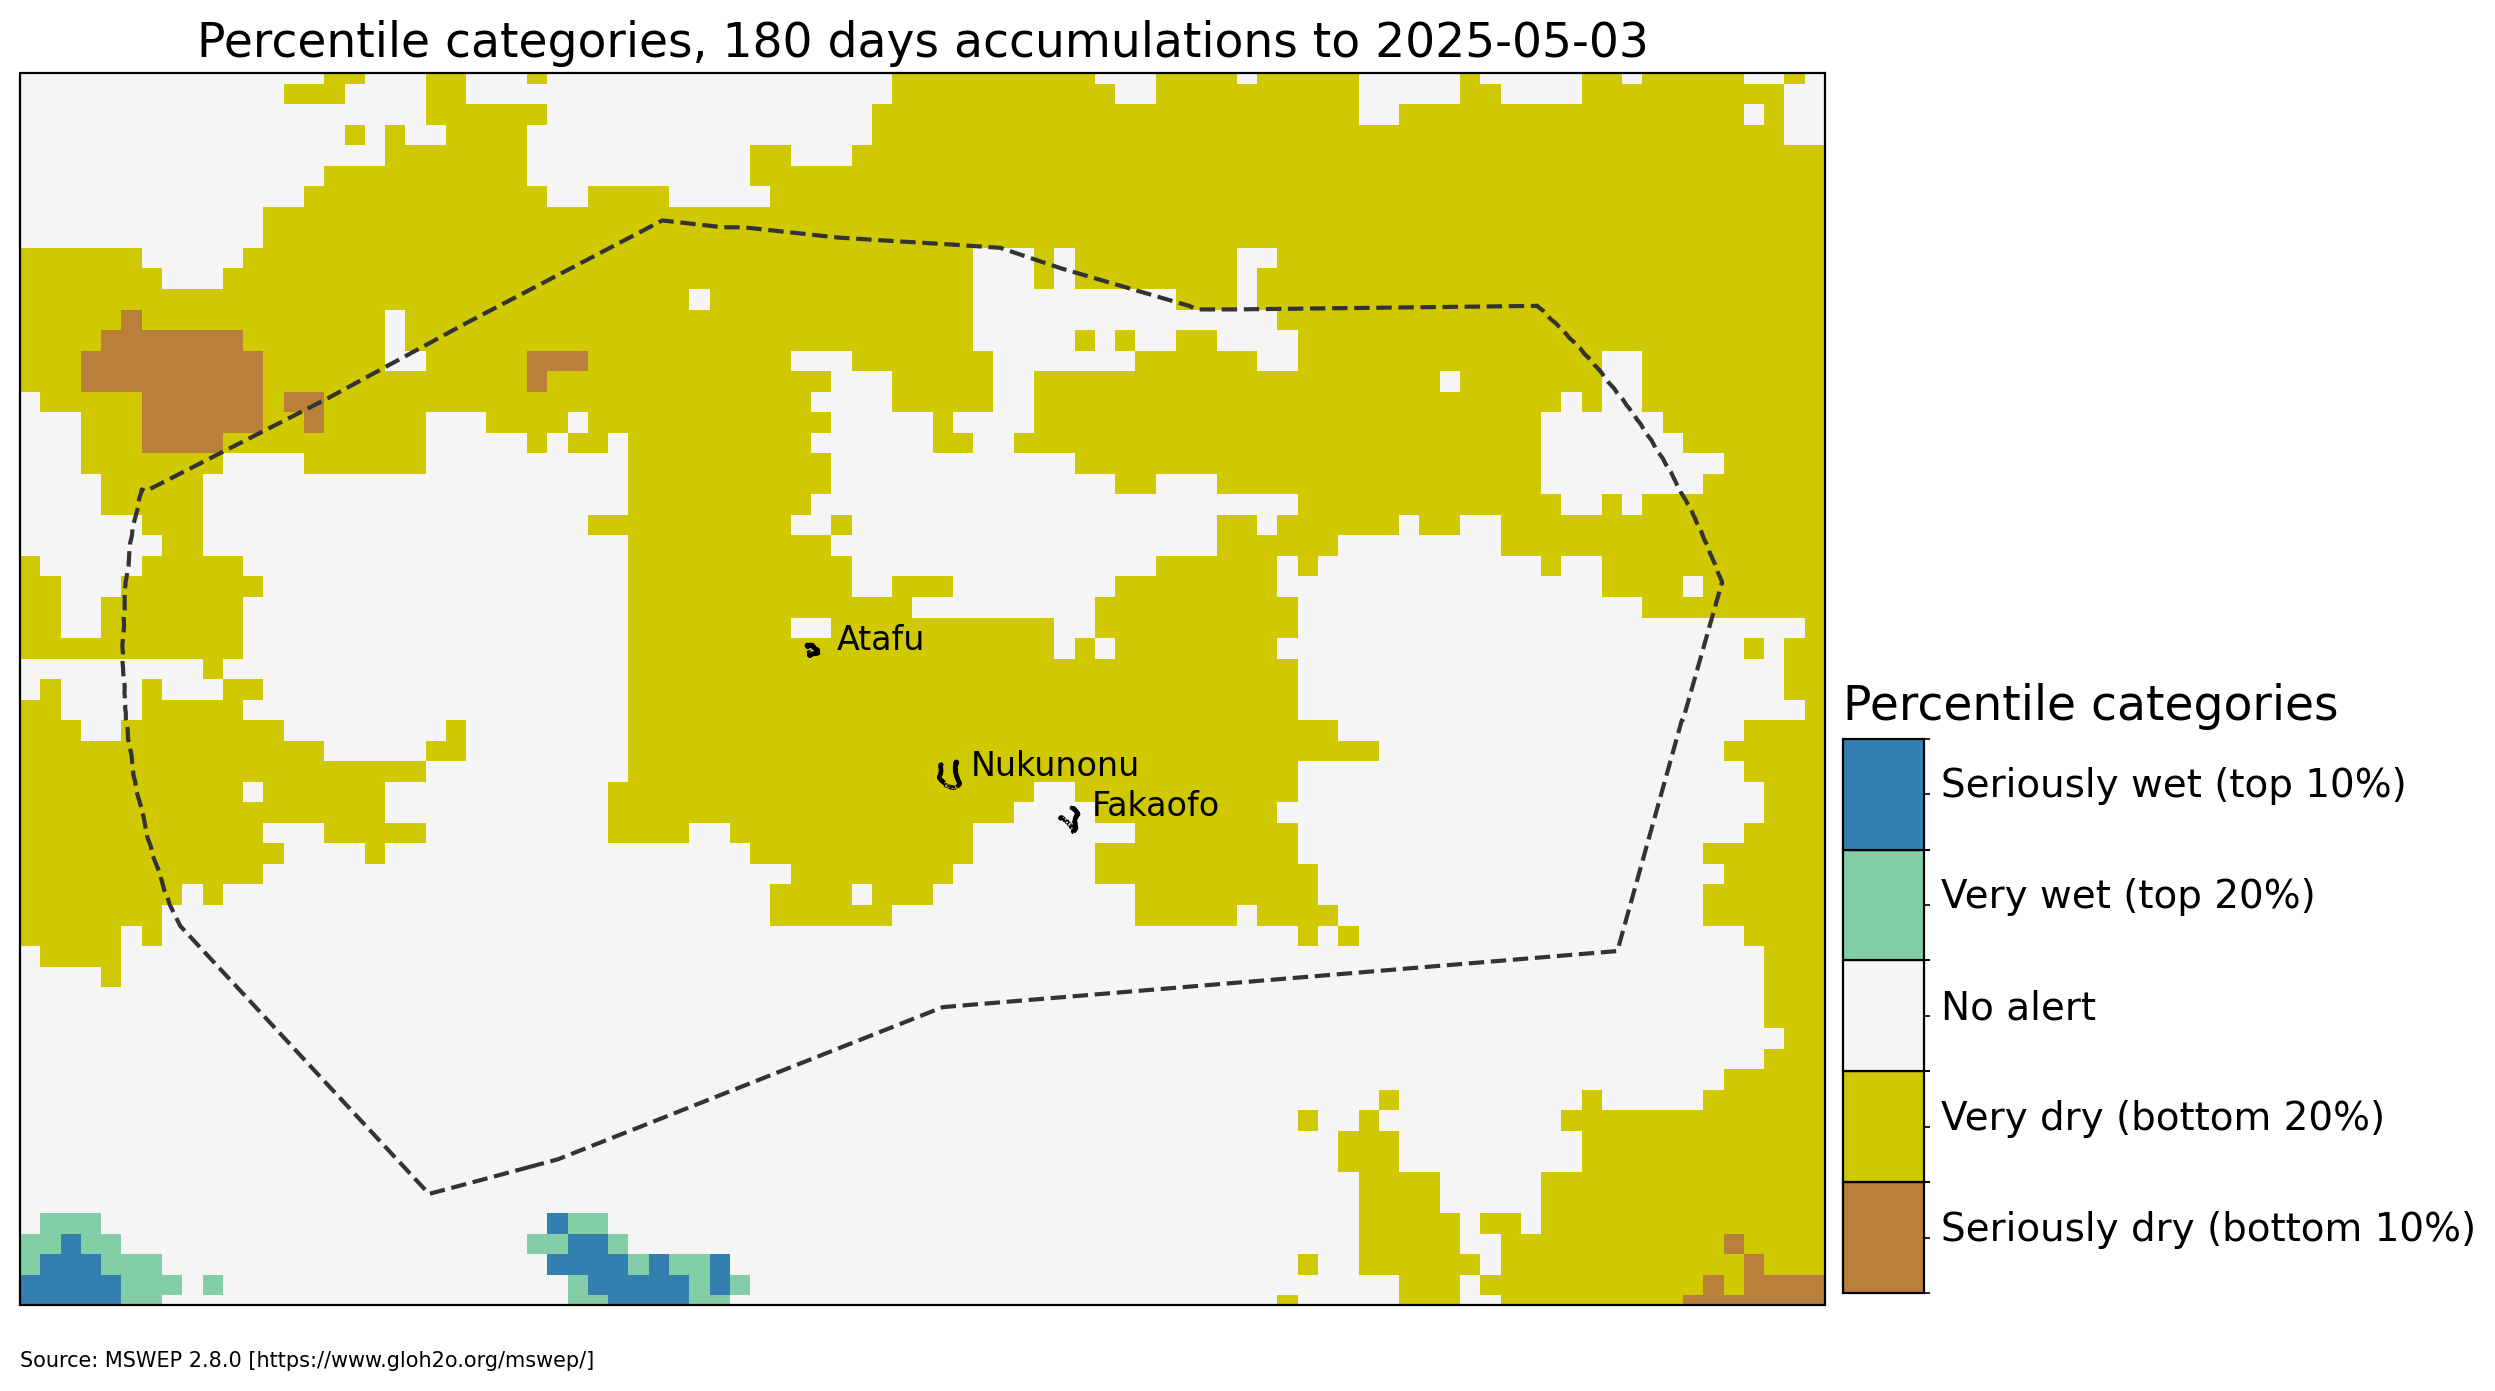 Percentile categories, 180 days accumulations to 2025-05-03
Atafu
Nukunonu
Fakaofo
Percentile categories
Seriously wet (top 10%)
Very wet (top 20%)
No alert
Very dry (bottom 20%)
Seriously dry (bottom 10%)
Source: MSWEP 2.8.0 [https://www.gloh2o.org/mswep/]